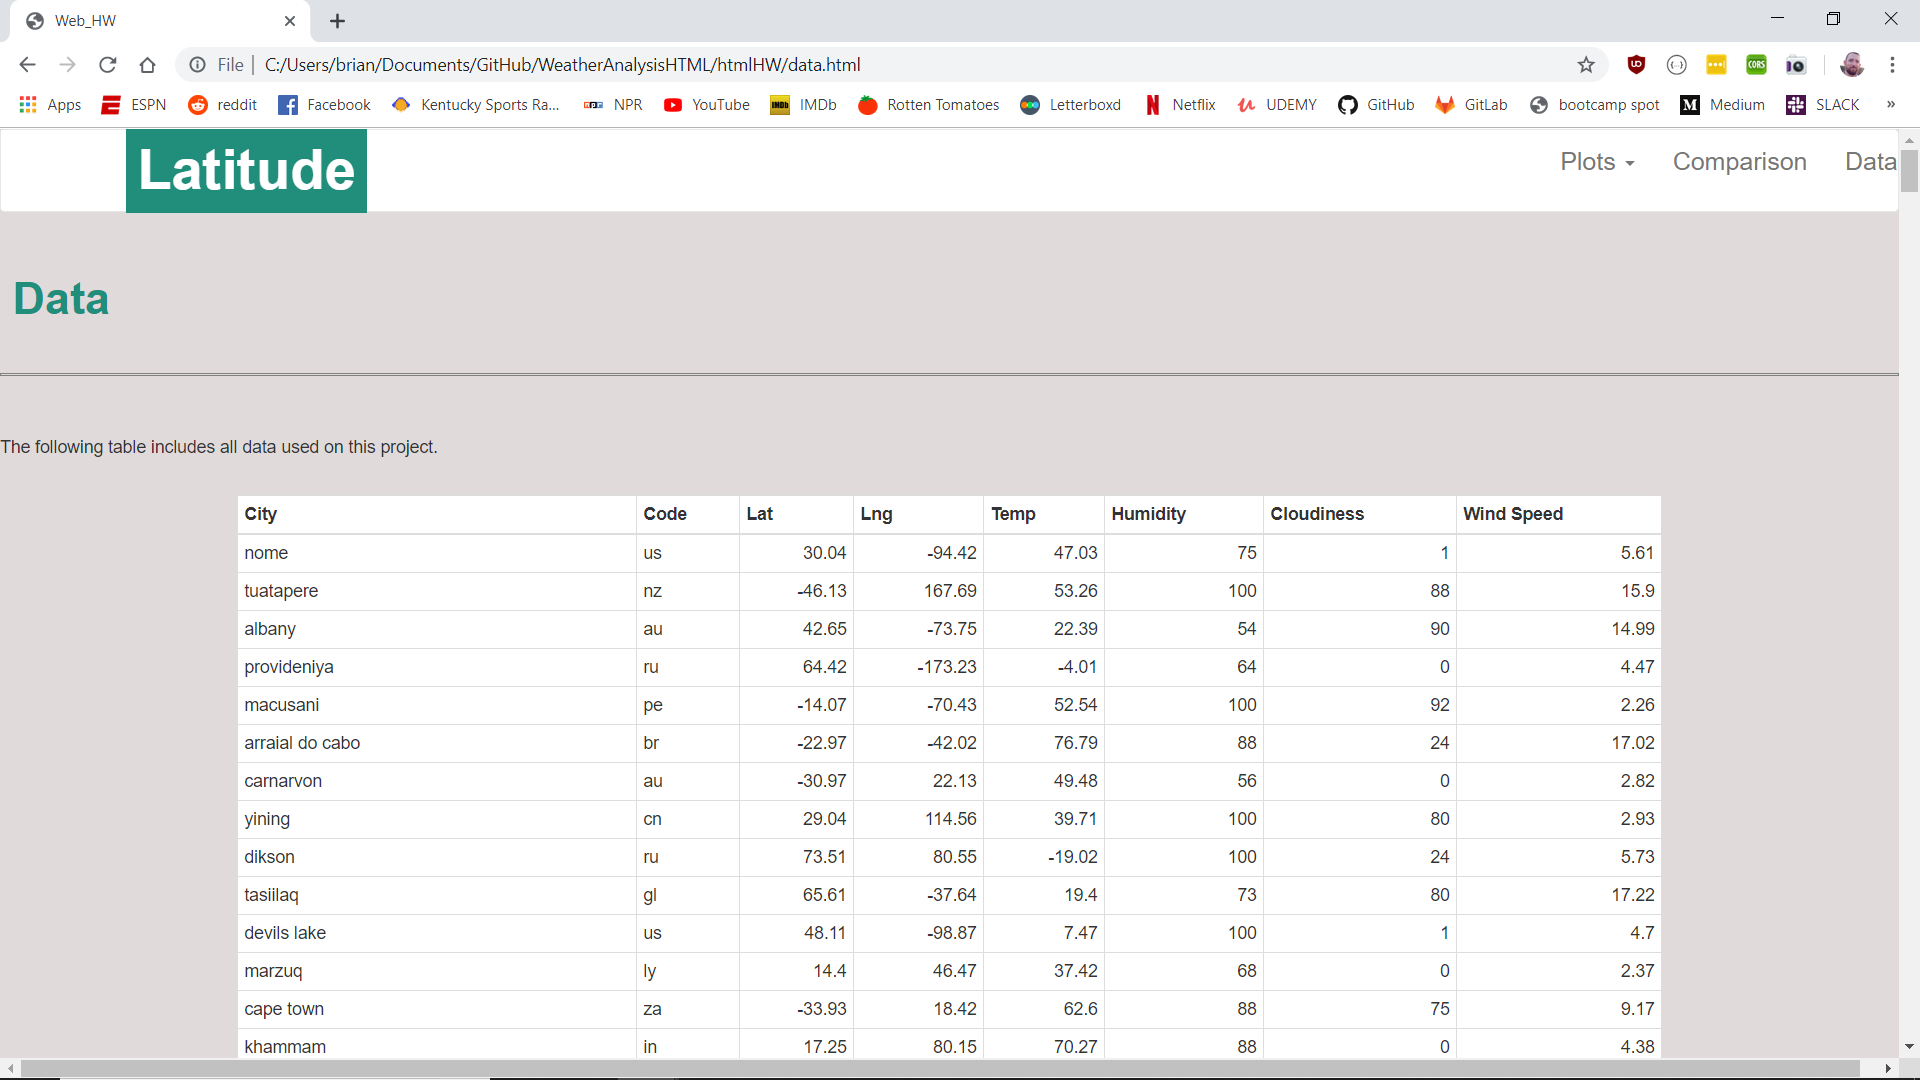 Web_HW
File | C:/Users/brian/Documents/GitHub/WeatherAnalysisHTML/htmlHW/data.html
Apps ESPN reddit Facebook Kentucky Sports Ra... npr NPR YouTube IMDb IMDb Rotten Tomatoes Letterboxd Netflix UDEMY GitHub GitLab bootcamp spot M Medium SLACK »
Latitude Plots Comparison Data
Data
The following table includes all data used on this project.
City Code Lat Lng Temp Humidity Cloudiness Wind Speed
nome us 30.04 -94.42 47.03 75 1 5.61
tuatapere nz -46.13 167.69 53.26 100 88 15.9
albany au 42.65 -73.75 22.39 54 90 14.99
provideniya ru 64.42 -173.23 -4.01 64 0 4.47
macusani pe -14.07 -70.43 52.54 100 92 2.26
arraial do cabo br -22.97 -42.02 76.79 88 24 17.02
carnarvon au -30.97 22.13 49.48 56 0 2.82
yining cn 29.04 114.56 39.71 100 80 2.93
dikson ru 73.51 80.55 -19.02 100 24 5.73
tasiilaq gl 65.61 -37.64 19.4 73 80 17.22
devils lake us 48.11 -98.87 7.47 100 1 4.7
marzuq ly 14.4 46.47 37.42 68 0 2.37
cape town za -33.93 18.42 62.6 88 75 9.17
khammam in 17.25 80.15 70.27 88 0 4.38